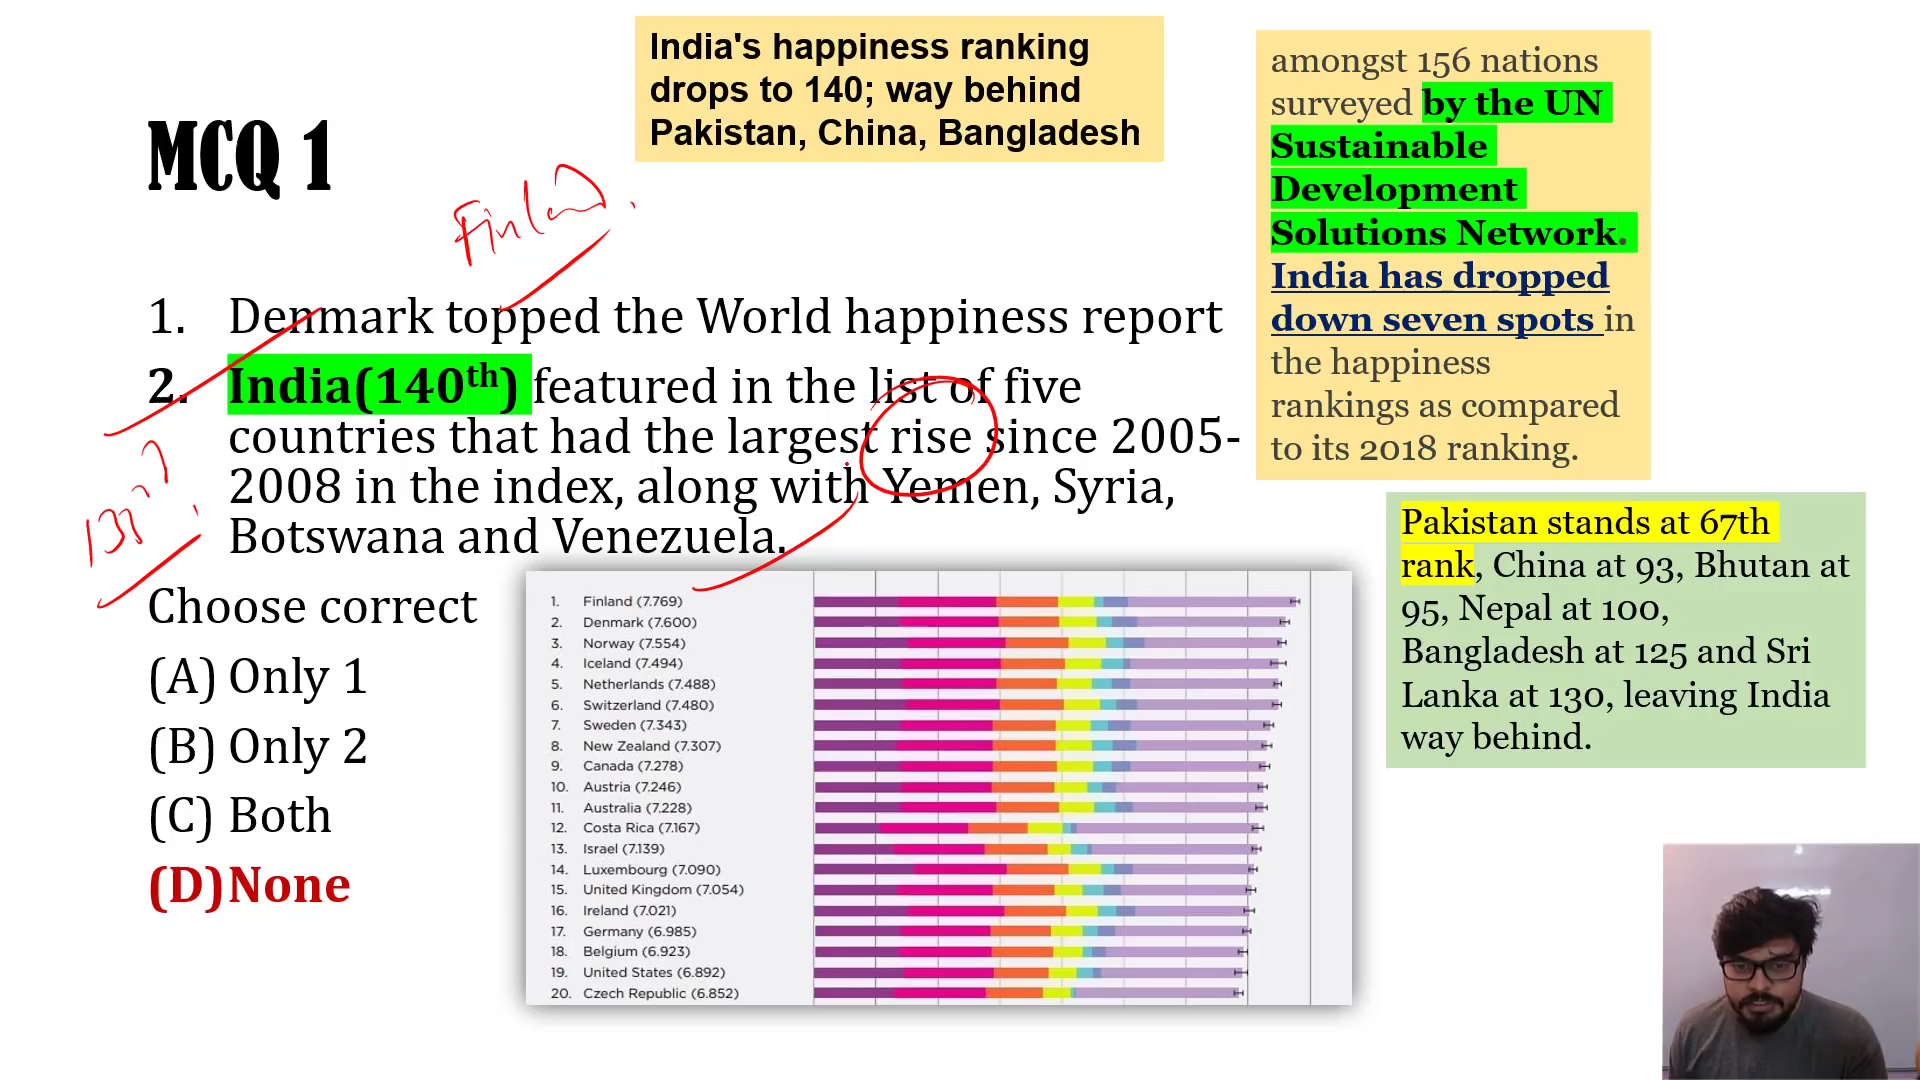 India's happiness ranking
drops to 140; way behind
Pakistan, China, Bangladesh
amongst 156 nations
surveyed by the UN
Sustainable
Development
Solutions Network.
India has dropped
down seven spots in
the happiness
rankings as compared
to its 2018 ranking.
MCQ 1
Finland
1. Denmark topped the World happiness report
2. India(140th) featured in the list of five
countries that had the largest rise since 2005-
2008 in the index, along with Yemen, Syria,
Botswana and Venezuela.
Choose correct
(A) Only 1
(B) Only 2
(C) Both
(D) None
Pakistan stands at 67th
rank, China at 93, Bhutan at
95, Nepal at 100,
Bangladesh at 125 and Sri
Lanka at 130, leaving India
way behind.
1. Finland (7.769)
2. Denmark (7.600)
3. Norway (7.554)
4. Iceland (7.494)
5. Netherlands (7.488)
6. Switzerland (7.480)
7. Sweden (7.343)
8. New Zealand (7.307)
9. Canada (7.278)
10. Austria (7.246)
11. Australia (7.228)
12. Costa Rica (7.167)
13. Israel (7.139)
14. Luxembourg (7.090)
15. United Kingdom (7.054)
16. Ireland (7.021)
17. Germany (6.985)
18. Belgium (6.923)
19. United States (6.892)
20. Czech Republic (6.852)